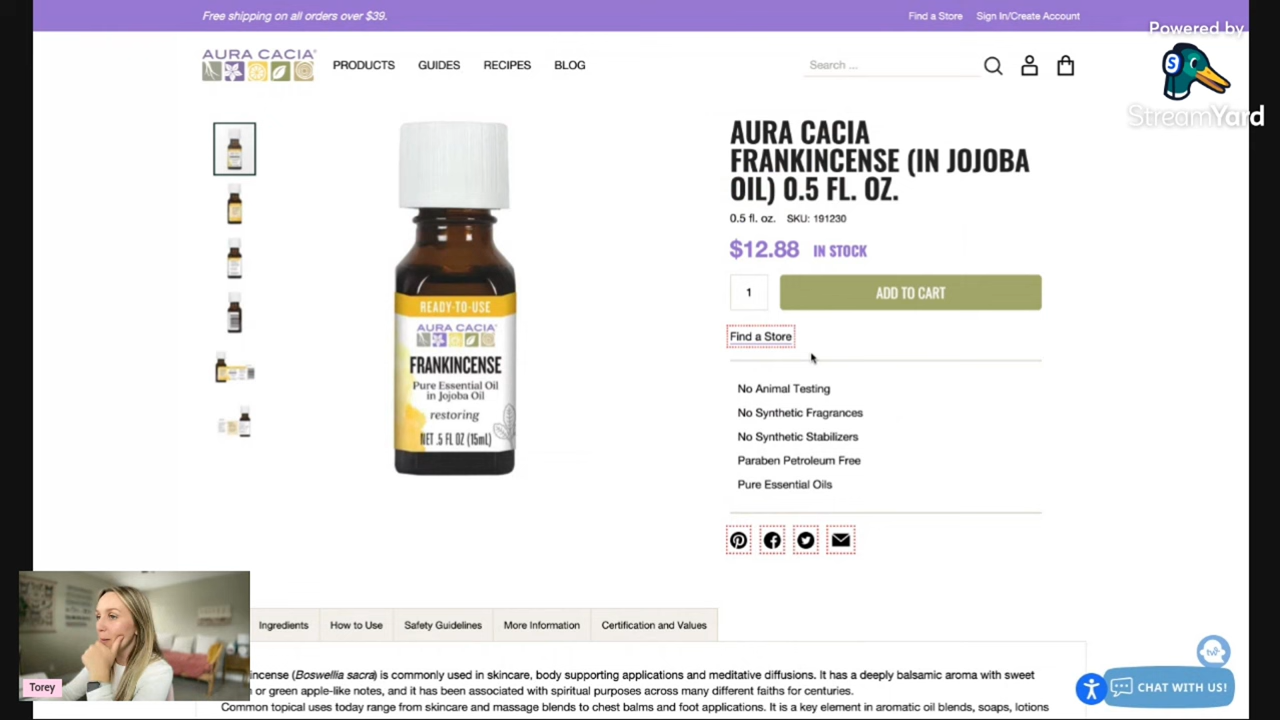 Free shipping on all orders over $39.
Find a Store Sign In/Create Account
Powered by
StreamYard
AURA CACIA
PRODUCTS GUIDES RECIPES BLOG
Search ...
AURA CACIA
FRANKINCENSE (IN JOJOBA
OIL) 0.5 FL. OZ.
0.5 fl. oz. SKU: 191230
$12.88 IN STOCK
1 ADD TO CART
Find a Store
No Animal Testing
No Synthetic Fragrances
No Synthetic Stabilizers
Paraben Petroleum Free
Pure Essential Oils
READY-TO-USE
AURA CACIA
FRANKINCENSE
Pure Essential Oil
in Jojoba Oil
restoring
NET .5 FL OZ (15mL)
Ingredients How to Use Safety Guidelines More Information Certification and Values
(Boswellia sacra) is commonly used in skincare, body supporting applications and meditative diffusions. It has a deeply balsamic aroma with sweet
or green apple-like notes, and it has been associated with spiritual purposes across many different faiths for centuries.
Common topical uses today range from skincare and massage blends to chest balms and foot applications. It is a key element in aromatic oil blends, soaps, lotions
Torey
CHAT WITH US!